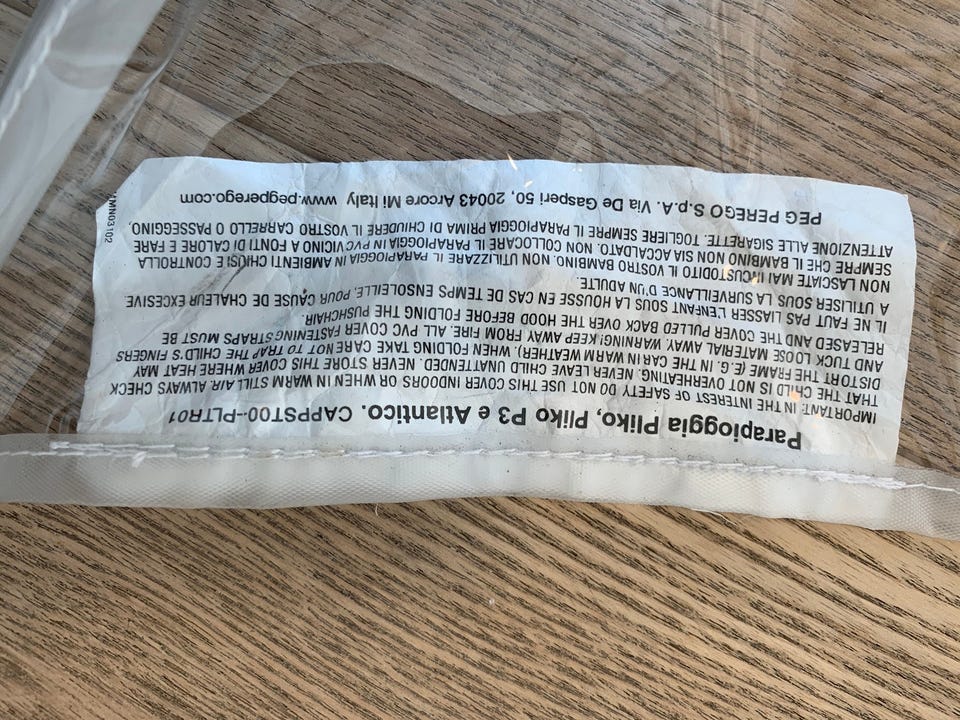 Parapioggia Pliko, Pliko P3 e Atlantico. CAPPST00--PLTR01
IMPORTANT: IN THE INTEREST OF SAFETY DO NOT USE THIS COVER INDOORS OR WHEN IN WARM STILL AIR. ALWAYS CHECK
THAT THE CHILD IS NOT OVERHEATING. NEVER LEAVE CHILD UNATTENDED. NEVER STORE THIS COVER WHERE HEAT MAY
DISTORT THE FRAME (E. G. IN THE CAR IN WARM WEATHER). WHEN FOLDING TAKE CARE NOT TO TRAP THE CHILD'S FINGERS
AND TUCK LOOSE MATERIAL AWAY. WARNING! KEEP AWAY FROM FIRE. ALL PVC COVER FASTENING STRAPS MUST BE
RELEASED AND THE COVER PULLED BACK OVER THE HOOD BEFORE FOLDING THE PUSHCHAIR.
IL NE FAUT PAS LIASSER L'ENFANT SOUS LA HOUSSE EN CAS DE TEMPS ENSOLEILLE, POUR CAUSE DE CHALEUR EXCESIVE.
A UTILISER SOUS LA SURVEILLANCE D'UN ADULTE.
NON LASCIATE MAI INCUSODITO IL VOSTRO BAMBINO. NON UTILIZZARE IL PARAPIOGGIA IN AMBIENTI CHIUSI E CONTROLLA
SEMPRE CHE IL BAMBINO NON SIA ACCALDATO. NON COLLOCARE IL PARAPIOGGIA IN PVC VICINO A FONTI DI CALORE E FARE
ATTENZIONE ALLE SIGARETTE. TOGLIERE SEMPRE IL PARAPIOGGIA PRIMA DI CHIUDERE IL VOSTRO CARRELLO O PASSEGGINO.
PEG PEREGO S.p.A. Via De Gasperi 50, 20043 Arcore MI Italy www.pegperego.com